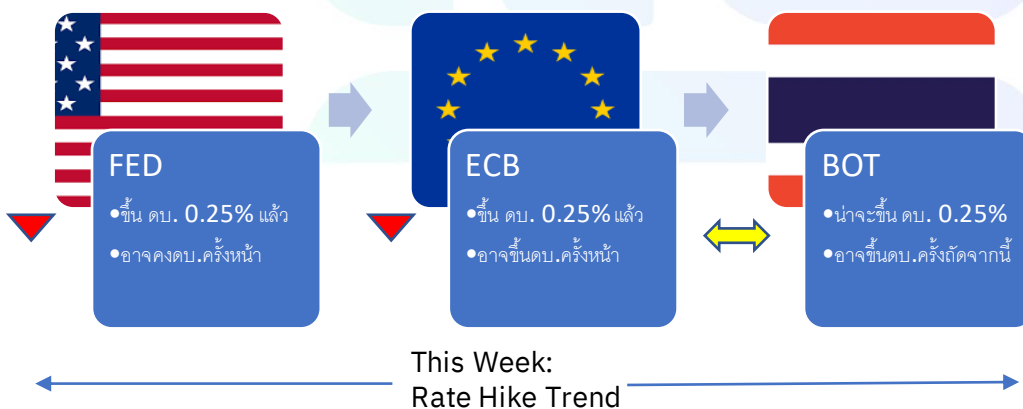 FED
•ขึ้น ดบ. 0.25% แล้ว
•อาจคงดบ.ครั้งหน้า
ECB
•ขึ้น ดบ. 0.25% แล้ว
•อาจขึ้นดบ.ครั้งหน้า
BOT
•น่าจะขึ้น ดบ. 0.25%
•อาจขึ้นดบ.ครั้งถัดจากนี้
This Week:
Rate Hike Trend